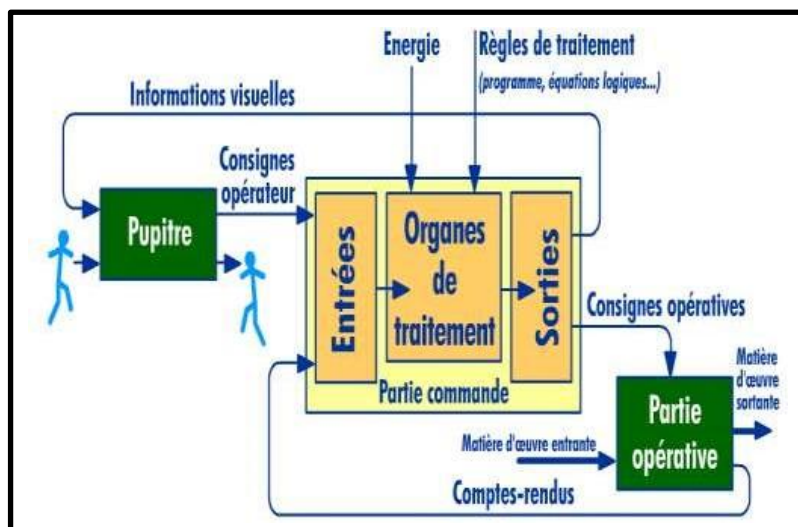 Energie
Règles de traitement
(programme, équations logiques...)
Informations visuelles
Consignes
opérateur
Pupitre
Entrées
Organes
de
traitement
Sorties
Partie commande
Consignes opératives
Matière
d'œuvre
sortante
Partie
opérative
Matière d'œuvre entrante
Comptes-rendus